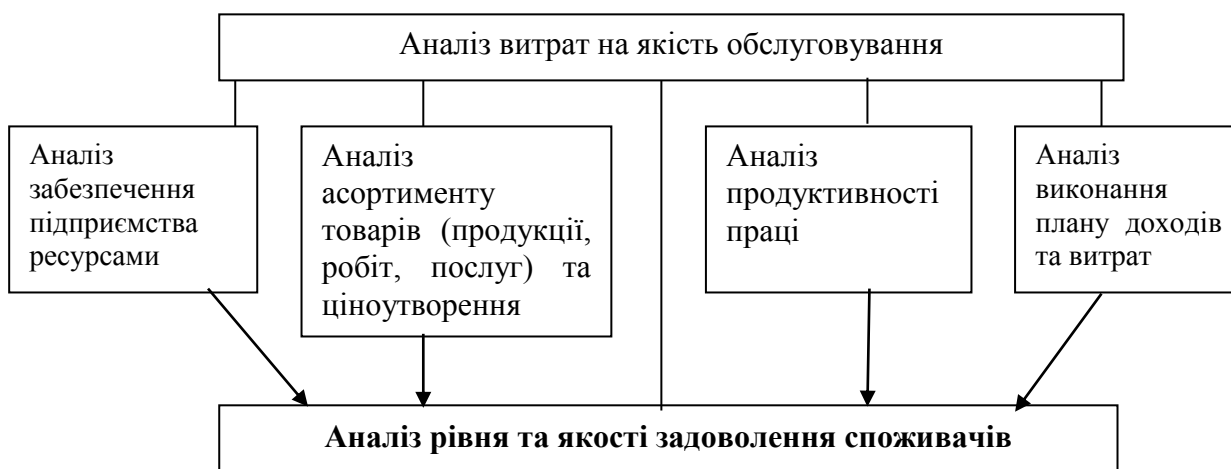 Аналіз витрат на якість обслуговування
Аналіз
забезпечення
підприємства
ресурсами
Аналіз
асортименту
товарів (продукції,
робіт, послуг) та
ціноутворення
Аналіз
продуктивності
праці
Аналіз
виконання
плану доходів
та витрат
Аналіз рівня та якості задоволення споживачів